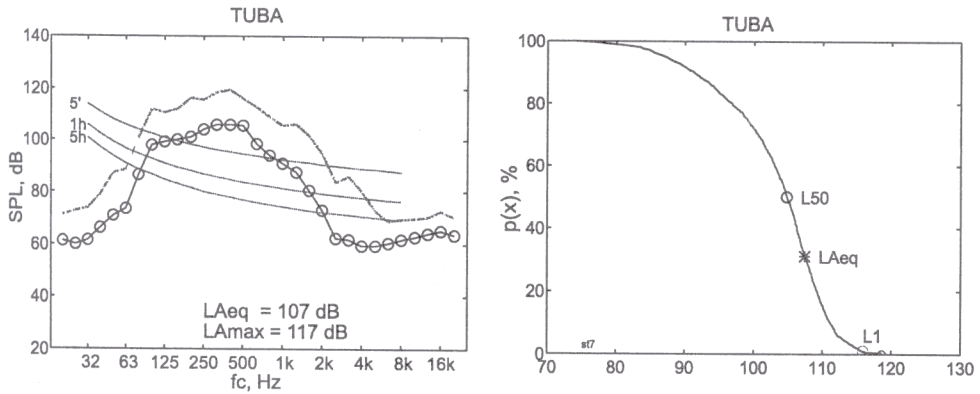 TUBA
140
120
100
80
60
40
20
SPL, dB
5'
1h
5h
LAeq = 107 dB
LAmax = 117 dB
32 63 125 250 500 1k 2k 4k 8k 16k
fc, Hz
TUBA
100
80
60
40
20
0
p(x), %
L50
LAeq
L1
st7
70 80 90 100 110 120 130